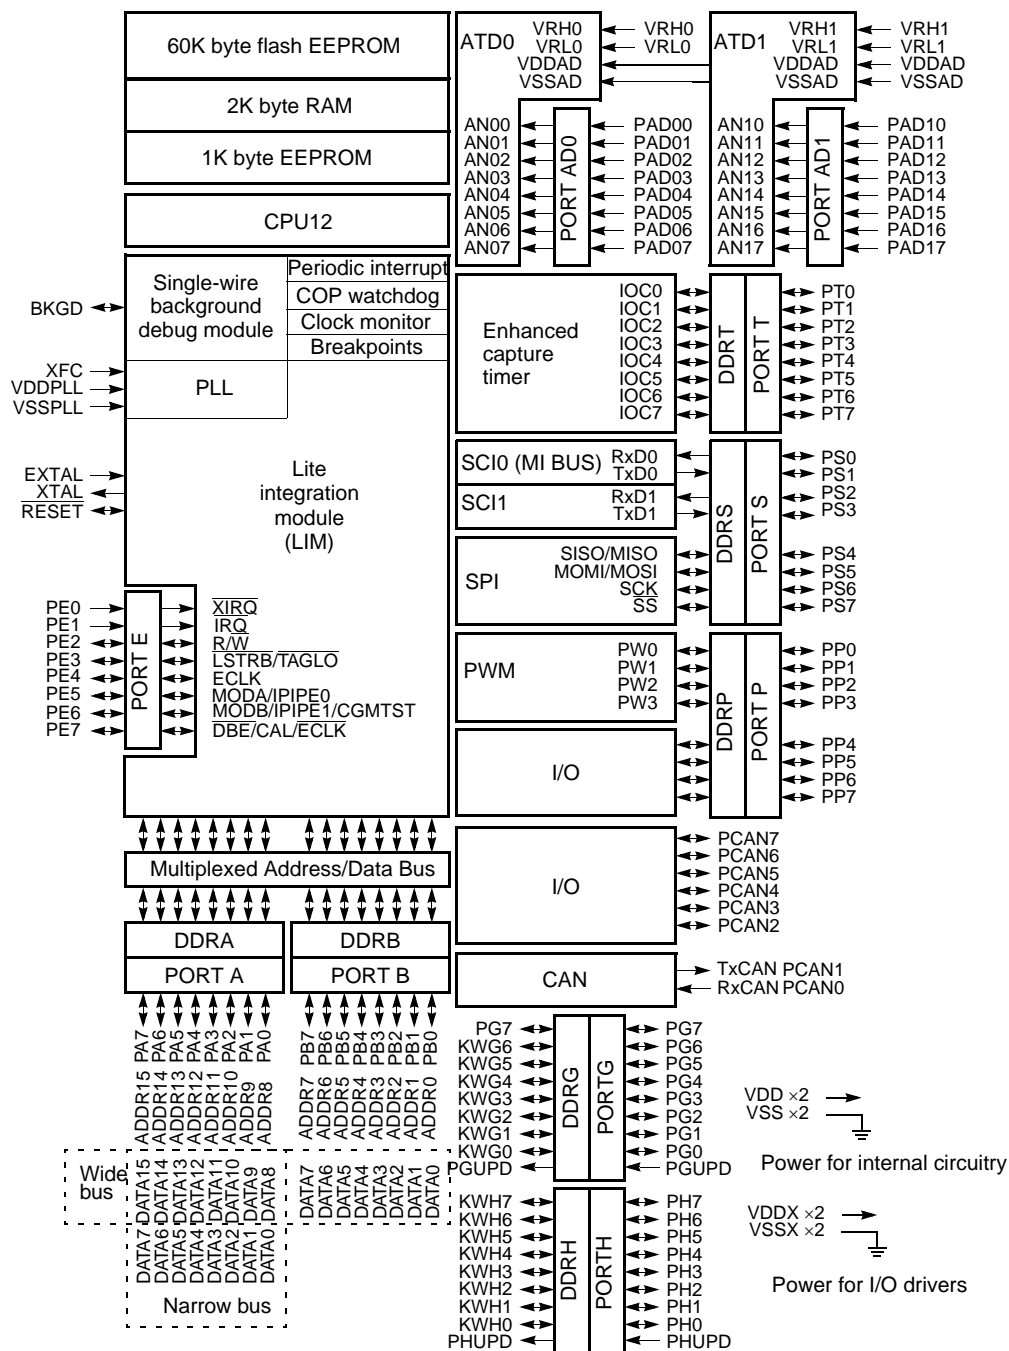 60K byte flash EEPROM
2K byte RAM
1K byte EEPROM
CPU12
Single-wire
background
debug module
Periodic interrupt
COP watchdog
Clock monitor
Breakpoints
BKGD
XFC
VDDPLL
VSSPLL
PLL
EXTAL
XTAL
RESET
Lite
integration
module
(LIM)
PE0
PE1
PE2
PE3
PE4
PE5
PE6
PE7
PORT E
XIRQ
IRQ
R/W
LSTRB/TAGLO
ECLK
MODA/IPIPE0
MODB/IPIPE1/CGMTST
DBE/CAL/ECLK
Multiplexed Address/Data Bus
DDRA
PORT A
DDRB
PORT B
PA7
PA6
PA5
PA4
PA3
PA2
PA1
PA0
PB7
PB6
PB5
PB4
PB3
PB2
PB1
PB0
ADDR15
ADDR14
ADDR13
ADDR12
ADDR11
ADDR10
ADDR9
ADDR8
ADDR7
ADDR6
ADDR5
ADDR4
ADDR3
ADDR2
ADDR1
ADDR0
Wide
bus
DATA15
DATA14
DATA13
DATA12
DATA11
DATA10
DATA9
DATA8
DATA7
DATA6
DATA5
DATA4
DATA3
DATA2
DATA1
DATA0
DATA7
DATA6
DATA5
DATA4
DATA3
DATA2
DATA1
DATA0
Narrow bus
ATD0
VRH0
VRL0
VDDAD
VSSAD
VRH0
VRL0
AN00
AN01
AN02
AN03
AN04
AN05
AN06
AN07
PORT AD0
PAD00
PAD01
PAD02
PAD03
PAD04
PAD05
PAD06
PAD07
ATD1
VRH1
VRL1
VDDAD
VSSAD
VRH1
VRL1
VDDAD
VSSAD
AN10
AN11
AN12
AN13
AN14
AN15
AN16
AN17
PORT AD1
PAD10
PAD11
PAD12
PAD13
PAD14
PAD15
PAD16
PAD17
Enhanced
capture
timer
IOC0
IOC1
IOC2
IOC3
IOC4
IOC5
IOC6
IOC7
DDRT
PORT T
PT0
PT1
PT2
PT3
PT4
PT5
PT6
PT7
SCI0 (MI BUS)
RxD0
TxD0
SCI1
RxD1
TxD1
SPI
SISO/MISO
MOMI/MOSI
SCK
SS
DDRS
PORT S
PS0
PS1
PS2
PS3
PS4
PS5
PS6
PS7
PWM
PW0
PW1
PW2
PW3
I/O
DDRP
PORT P
PP0
PP1
PP2
PP3
PP4
PP5
PP6
PP7
I/O
PCAN7
PCAN6
PCAN5
PCAN4
PCAN3
PCAN2
CAN
TxCAN PCAN1
RxCAN PCAN0
PG7
KWG6
KWG5
KWG4
KWG3
KWG2
KWG1
KWG0
PGUPD
DDRG
PORTG
PG7
PG6
PG5
PG4
PG3
PG2
PG1
PG0
PGUPD
KWH7
KWH6
KWH5
KWH4
KWH3
KWH2
KWH1
KWH0
PHUPD
DDRH
PORTH
PH7
PH6
PH5
PH4
PH3
PH2
PH1
PH0
PHUPD
VDD ×2
VSS ×2
Power for internal circuitry
VDDX ×2
VSSX ×2
Power for I/O drivers